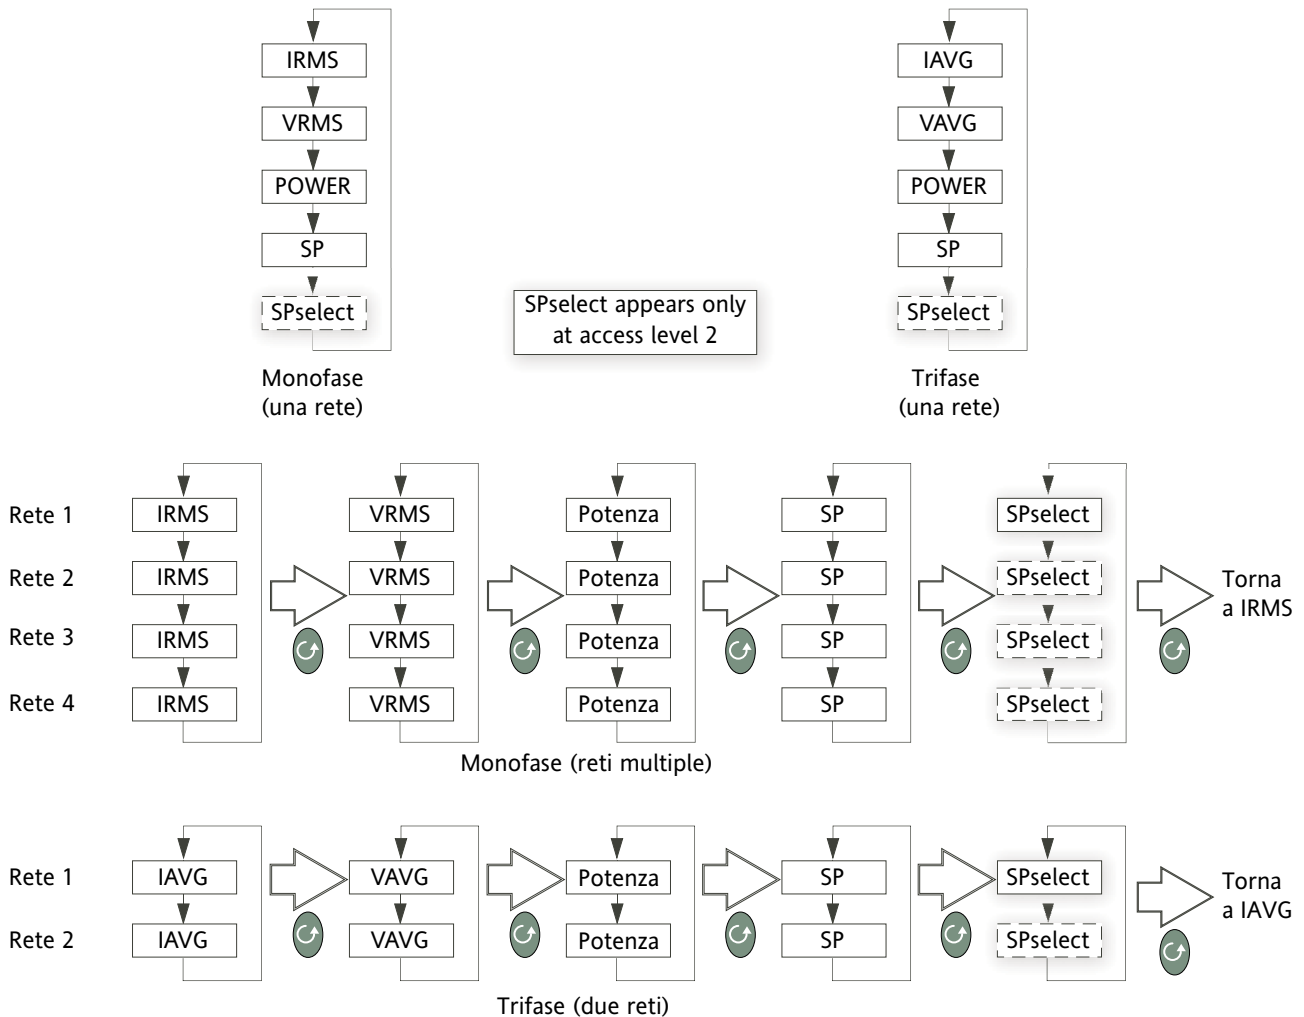 IRMS
VRMS
POWER
SP
SPselect
Monofase
(una rete)
SPselect appears only
at access level 2
IAVG
VAVG
POWER
SP
SPselect
Trifase
(una rete)
Rete 1
IRMS
VRMS
Potenza
SP
SPselect
Rete 2
IRMS
VRMS
Potenza
SP
SPselect
Torna
a IRMS
Rete 3
IRMS
VRMS
Potenza
SP
SPselect
Rete 4
IRMS
VRMS
Potenza
SP
SPselect
Monofase (reti multiple)
Rete 1
IAVG
VAVG
Potenza
SP
SPselect
Torna
a IAVG
Rete 2
IAVG
VAVG
Potenza
SP
SPselect
Trifase (due reti)